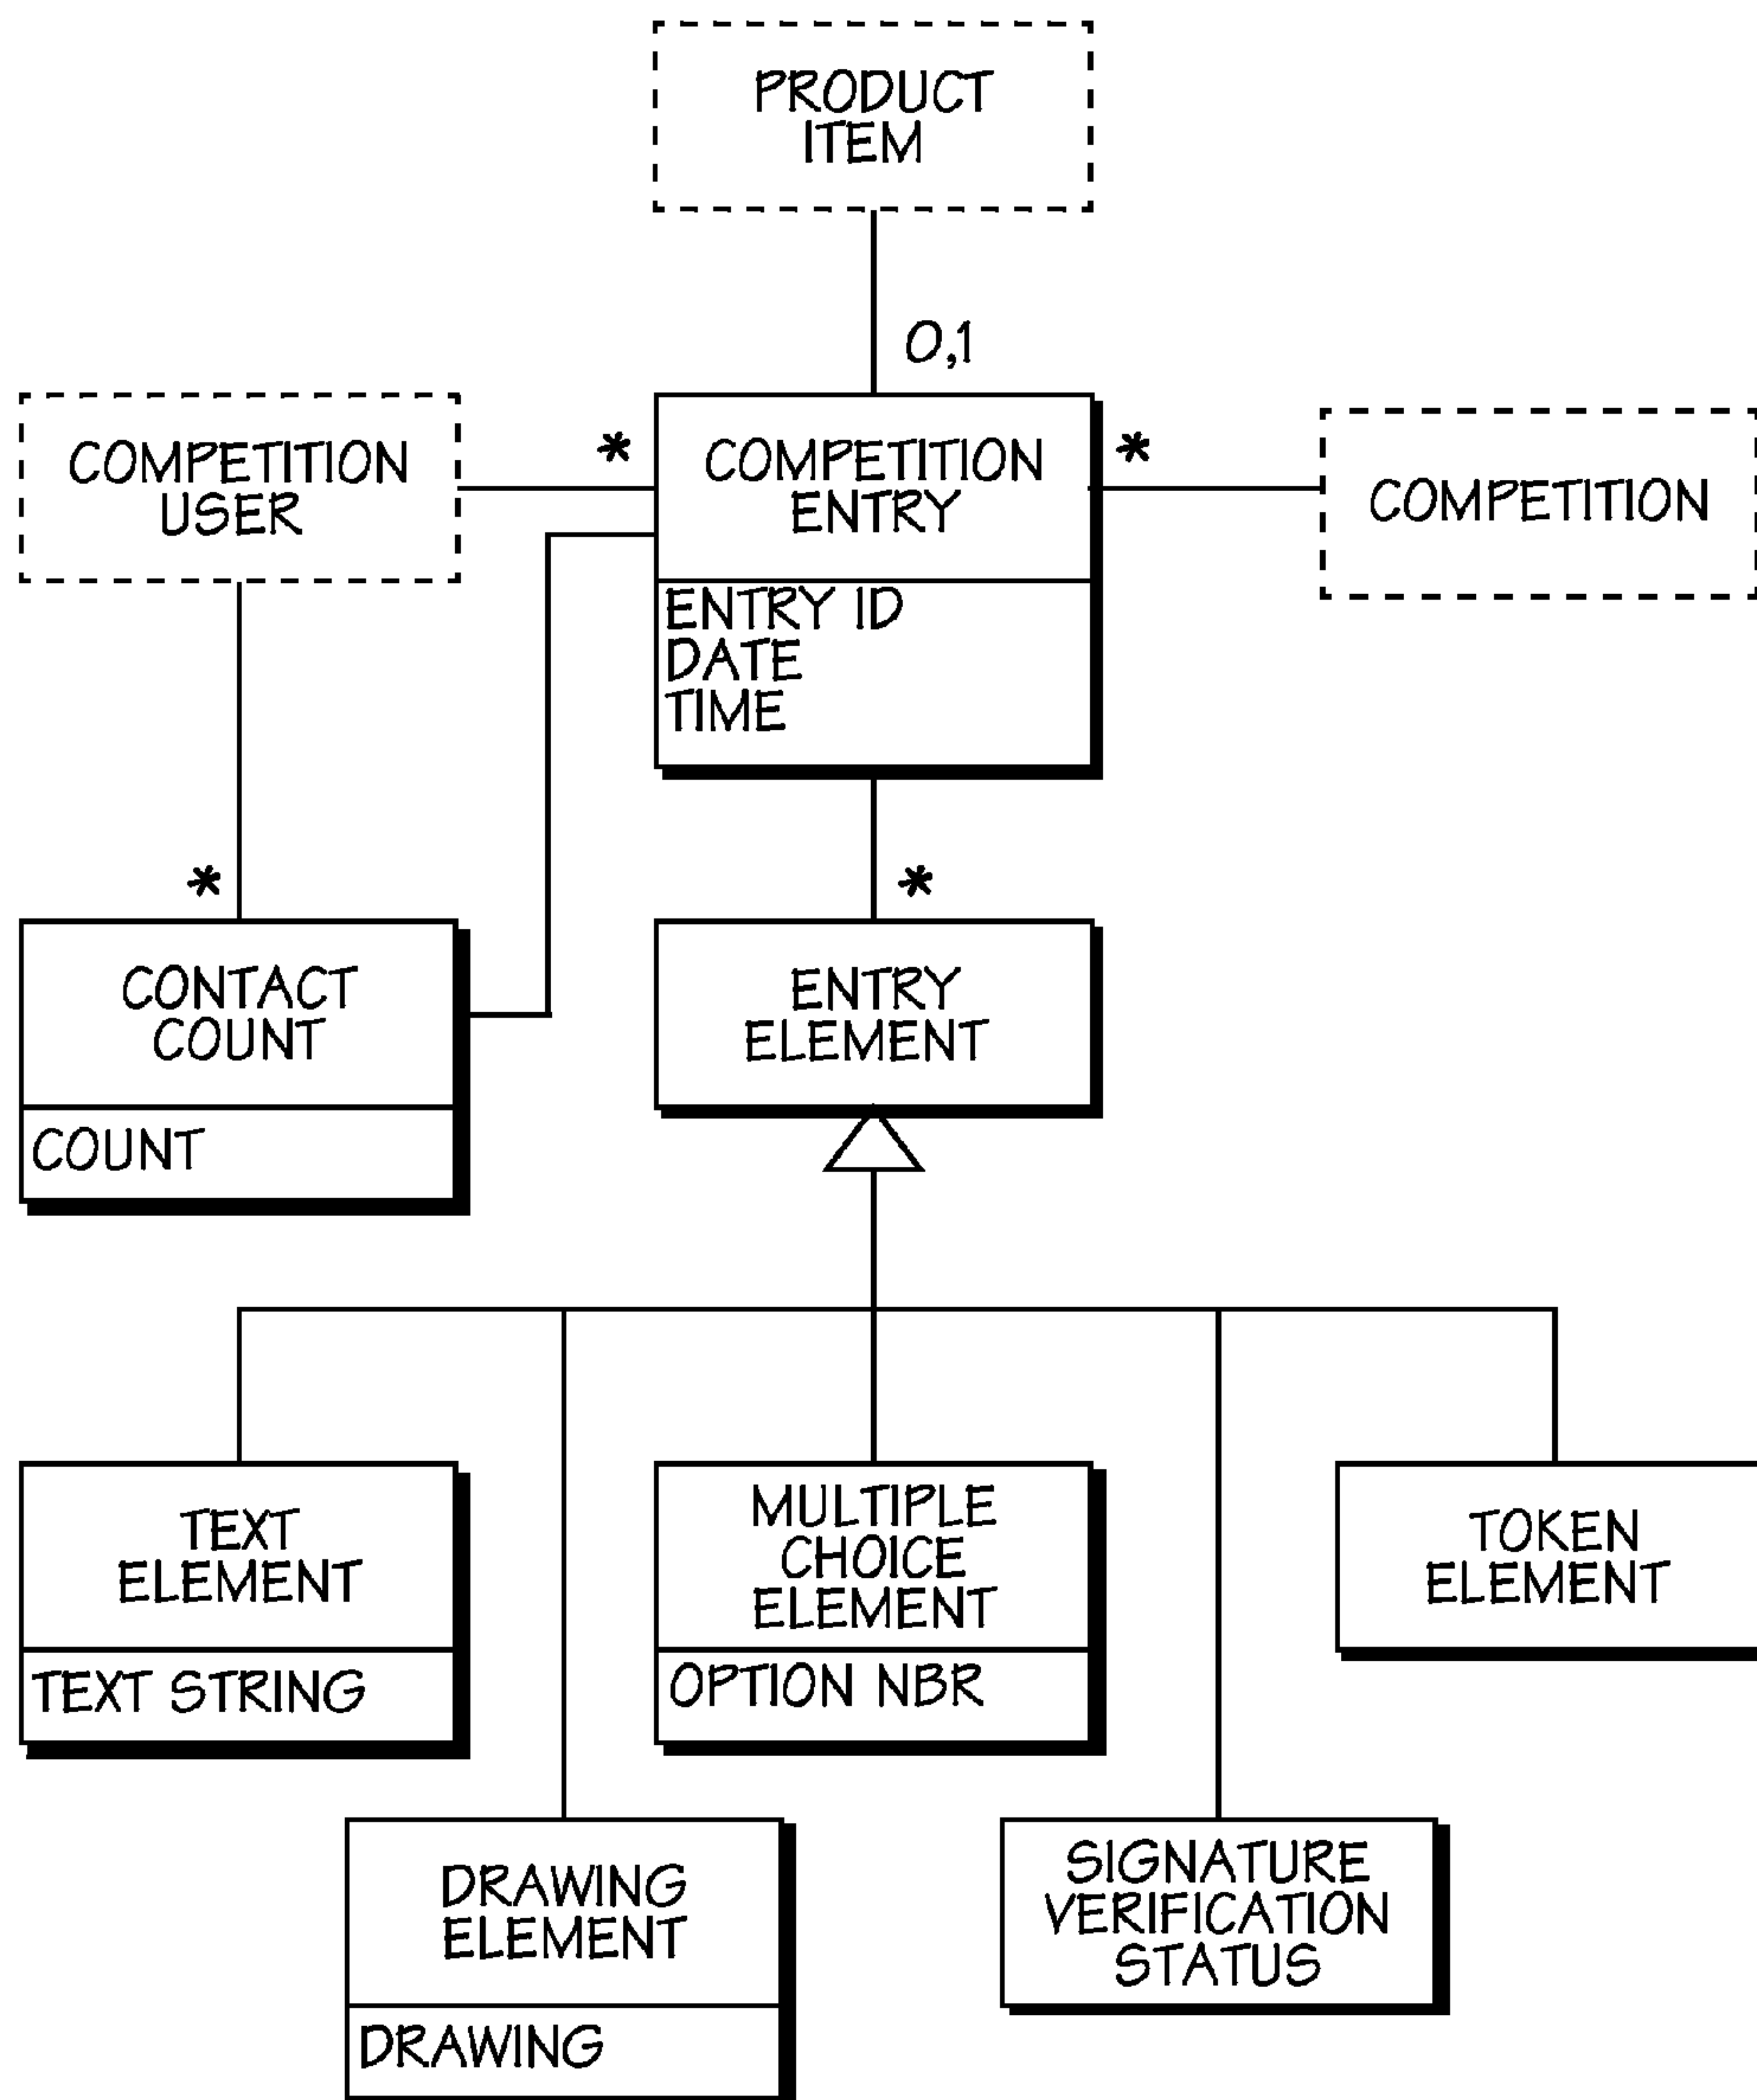 PRODUCT
ITEM
0,1
COMPETITION
USER
*
COMPETITION
ENTRY
*
COMPETITION
ENTRY ID
DATE
TIME
*
*
CONTACT
COUNT
COUNT
ENTRY
ELEMENT
TEXT
ELEMENT
TEXT STRING
MULTIPLE
CHOICE
ELEMENT
OPTION NBR
TOKEN
ELEMENT
DRAWING
ELEMENT
DRAWING
SIGNATURE
VERIFICATION
STATUS